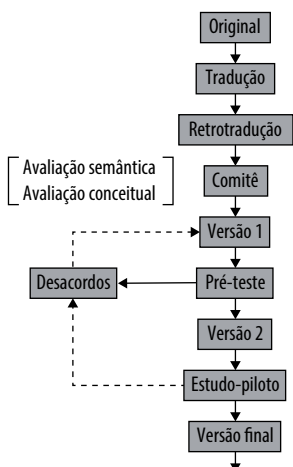 Original
Tradução
Retrotradução
Avaliação semântica
Avaliação conceitual
Comitê
Versão 1
Desacordos
Pré-teste
Versão 2
Estudo-piloto
Versão final